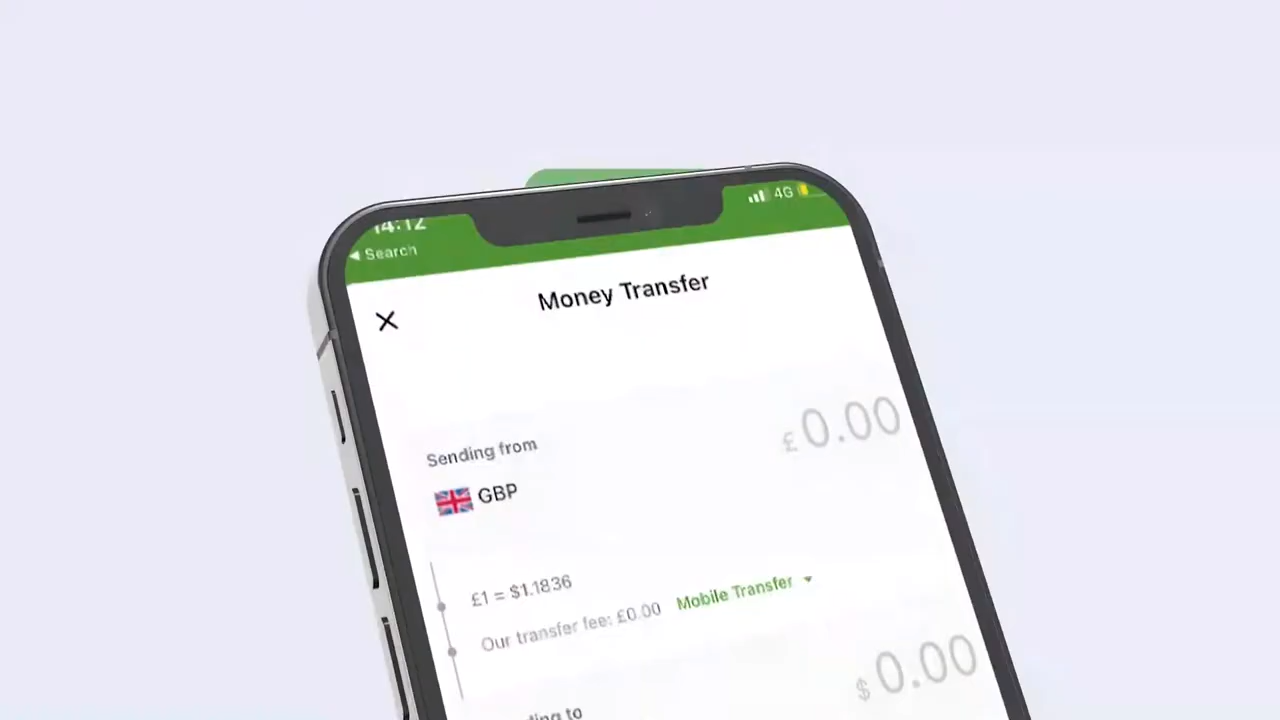 14:12
4G
◀ Search
Money Transfer
Sending from
£0.00
GBP
£1 = $1.1836
Our transfer fee: £0.00 Mobile Transfer
$0.00
to